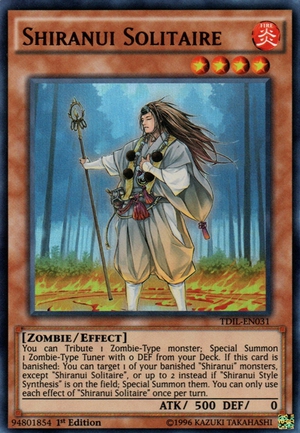 Shiranui Solitaire
FIRE
炎
TDIL-EN031
[Zombie/Effect]
You can Tribute 1 Zombie-Type monster; Special Summon
1 Zombie-Type Tuner with 0 DEF from your Deck. If this card is
banished: You can target 1 of your banished "Shiranui" monsters,
except "Shiranui Solitaire", or up to 2 instead if "Shiranui Style
Synthesis" is on the field; Special Summon them. You can only use
each effect of "Shiranui Solitaire" once per turn.
ATK/ 500 DEF/ 0
94801854 1st Edition ©1996 KAZUKI TAKAHASHI